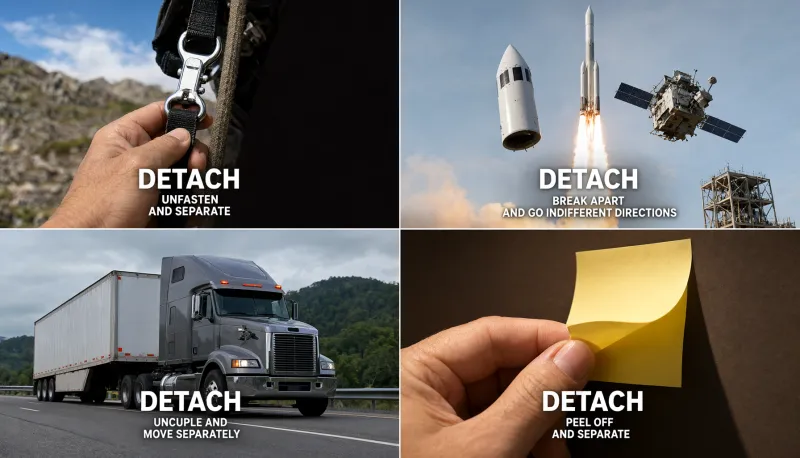 DETACH
UNFASTEN
AND SEPARATE
DETACH
BREAK APART
AND GO INDIFFERENT DIRECTIONS
DETACH
UNCUPLE AND
MOVE SEPARATELY
DETACH
PEEL OFF
AND SEPARATE